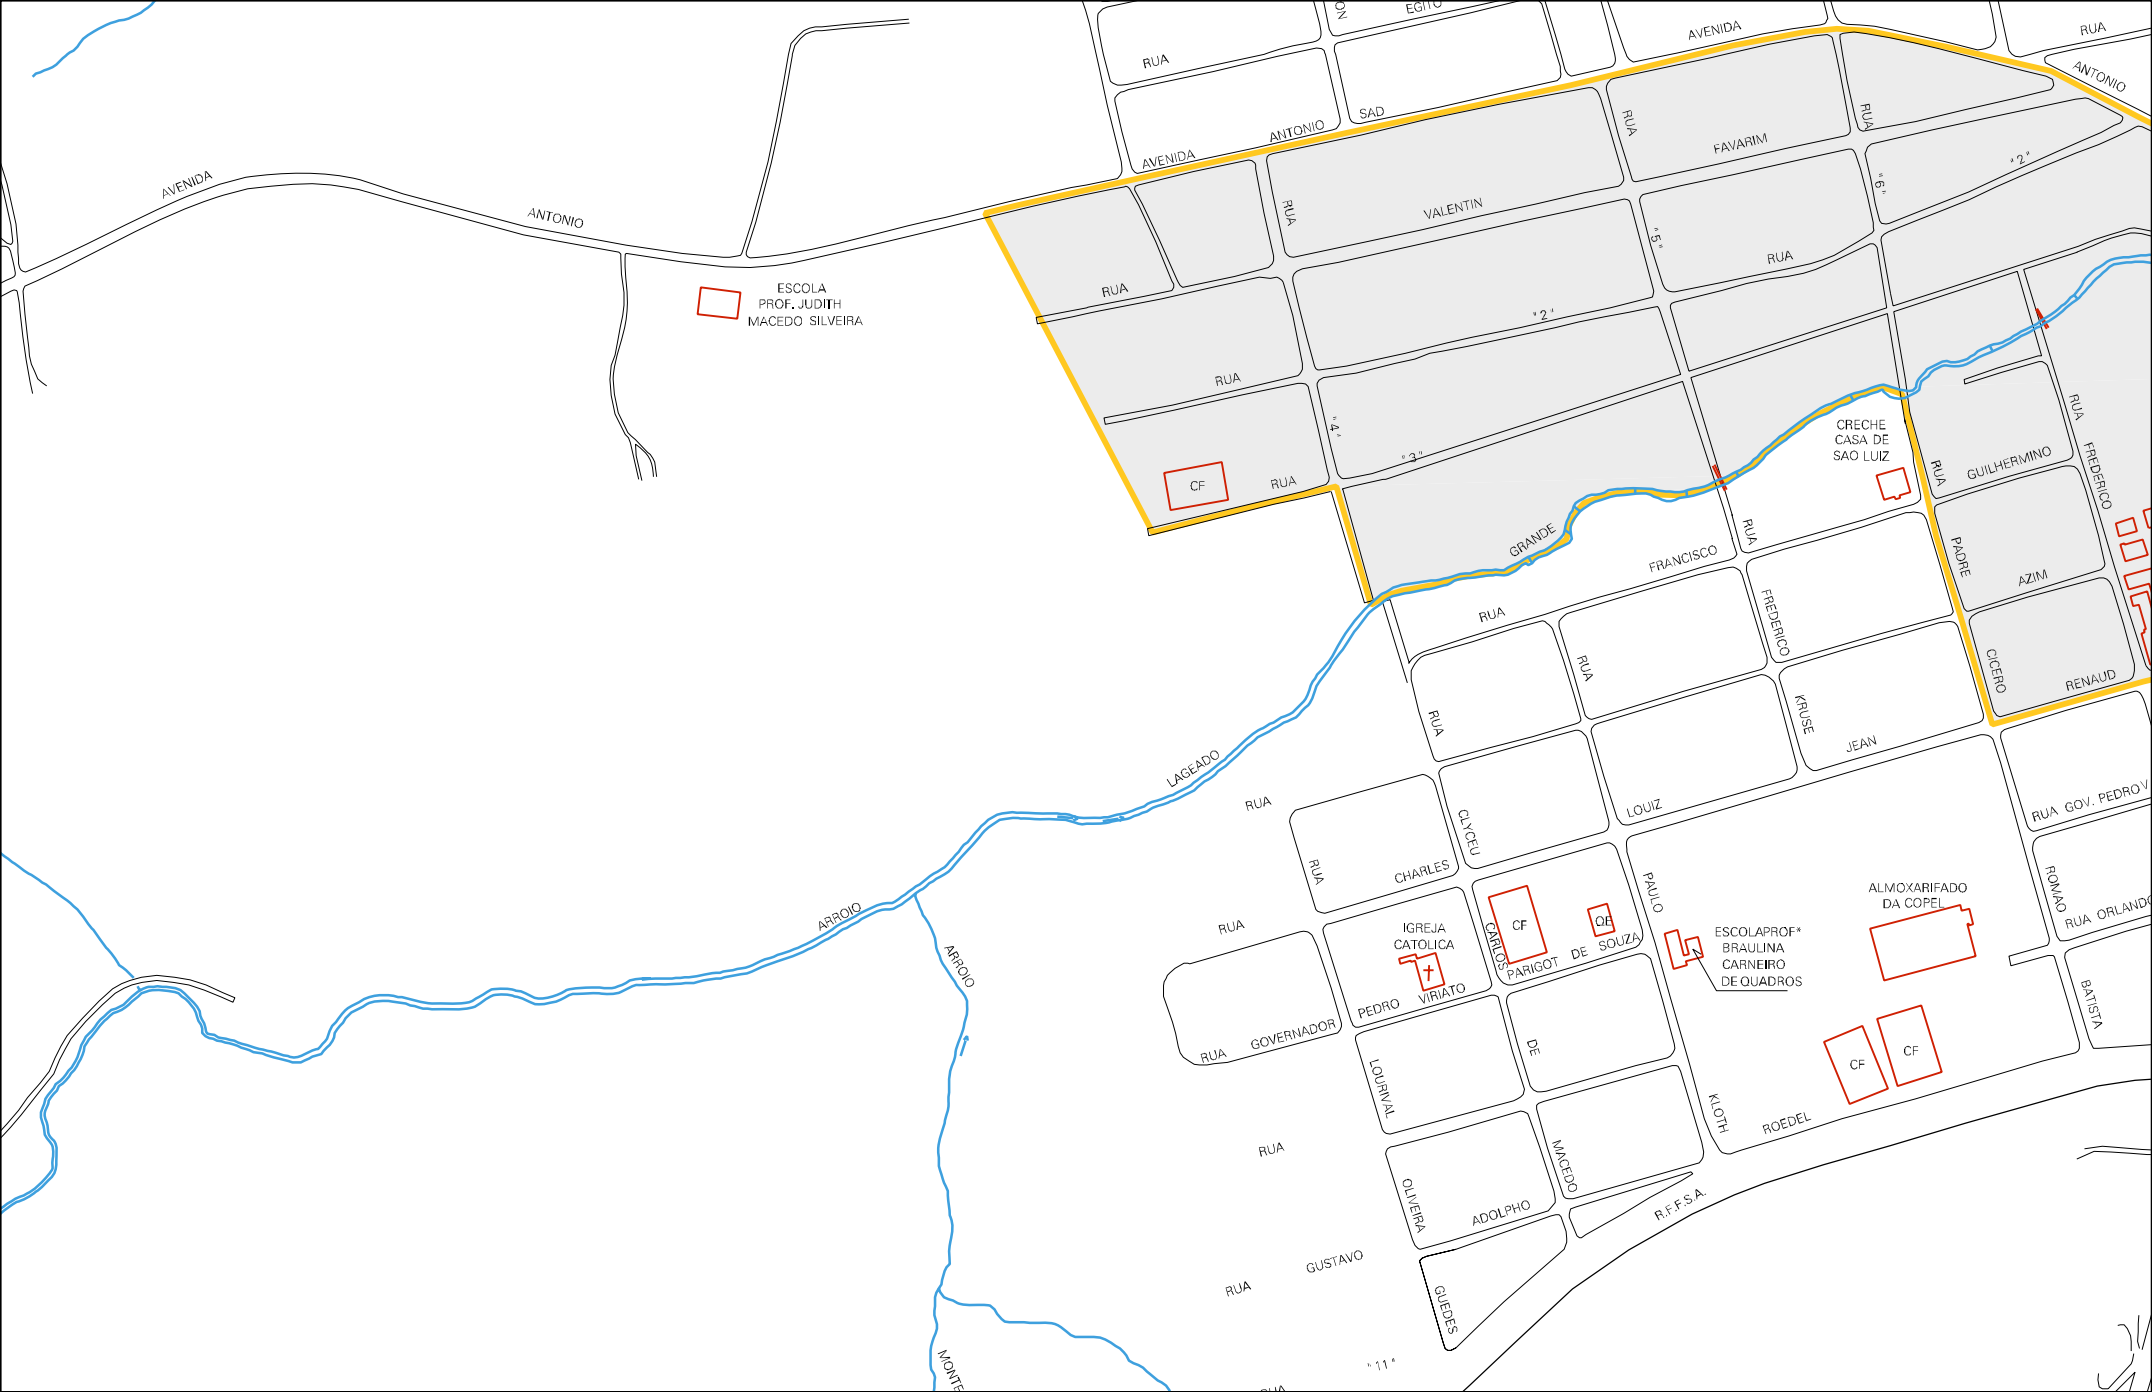 EGITO
RUA
AVENIDA
RUA
ANTONIO
SAD
ANTONIO
AVENIDA
RUA
RUA
FAVARIM
"2"
AVENIDA
"6"
ANTONIO
RUA
VALENTIN
"5"
RUA
RUA
ESCOLA
PROF. JUDITH
MACEDO SILVEIRA
"2"
RUA
"4"
"3"
CF
RUA
RUA
FREDERICO
CRECHE
CASA DE
SAO LUIZ
RUA
GUILHERMINO
GRANDE
RUA
FRANCISCO
PADRE
AZIM
RUA
FREDERICO
RUA
CICERO
RENAUD
RUA
KRUSE
JEAN
LAGEADO
RUA
CLYCEU
LOUIZ
RUA GOV. PEDRO V
RUA
CHARLES
PAULO
ALMOXARIFADO
DA COPEL
ROMAO
RUA ORLANDO
ARROIO
RUA
IGREJA
CATOLICA
CARLOS
CF
QE
PARIGOT DE SOUZA
ESCOLAPROFª
BRAULINA
CARNEIRO
DE QUADROS
ARROIO
PEDRO VIRIATO
BATISTA
RUA GOVERNADOR
DE
CF
CF
LOURIVAL
KLOTH
ROEDEL
RUA
MACEDO
OLIVEIRA
ADOLPHO
R.F.F.S.A.
RUA
GUSTAVO
GUEDES
MONTE
"11"
RUA